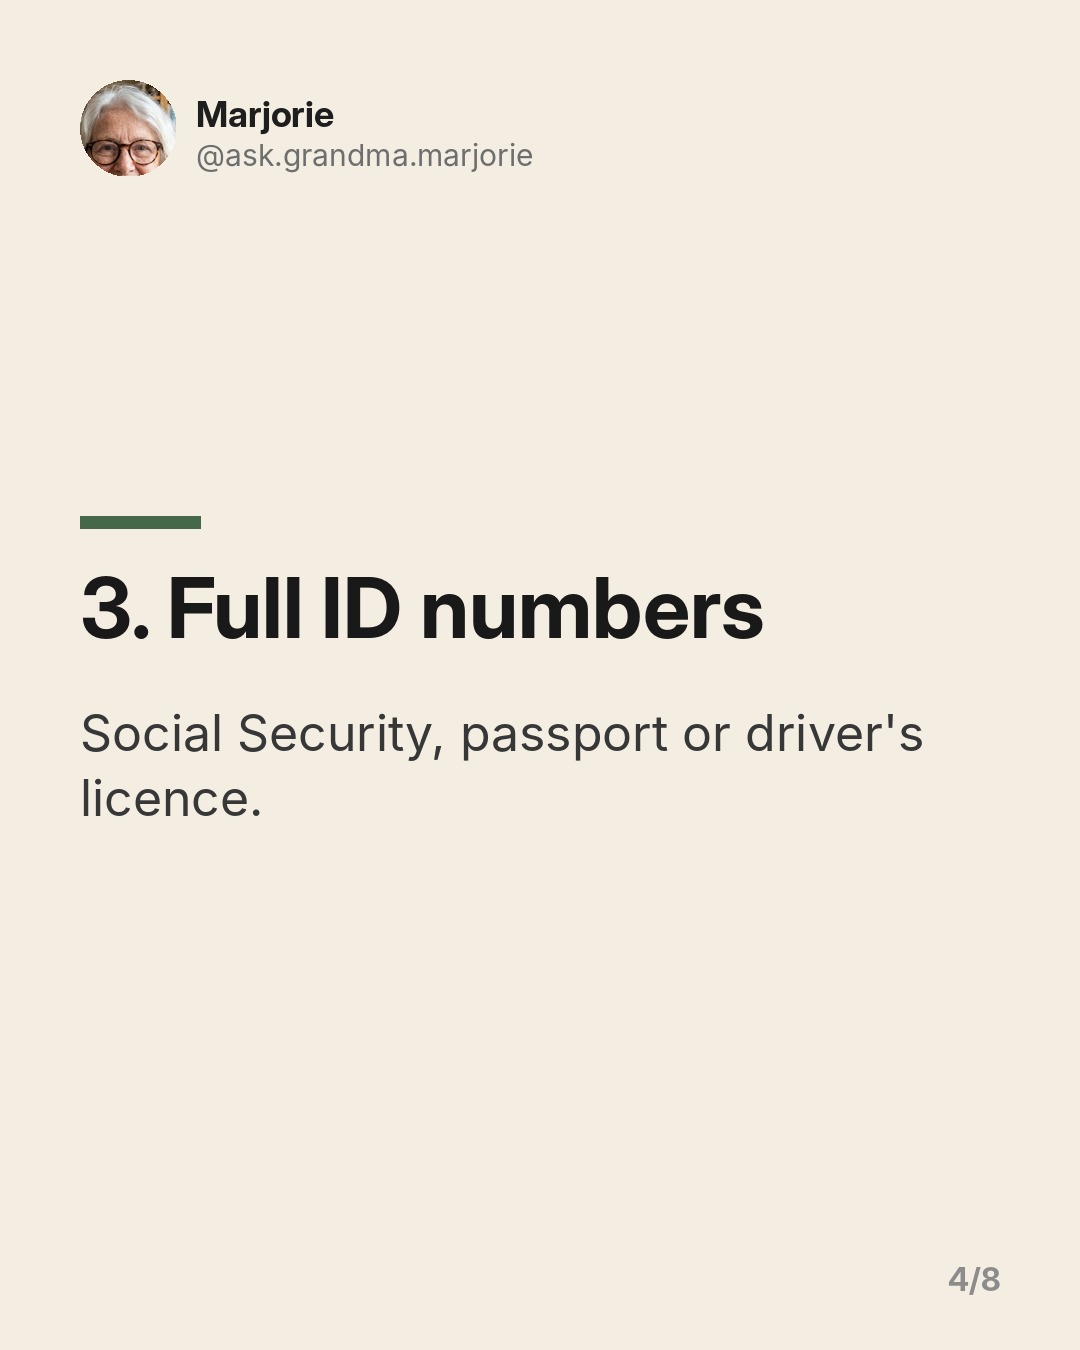 Marjorie
@ask.grandma.marjorie
3. Full ID numbers
Social Security, passport or driver's
licence.
4/8